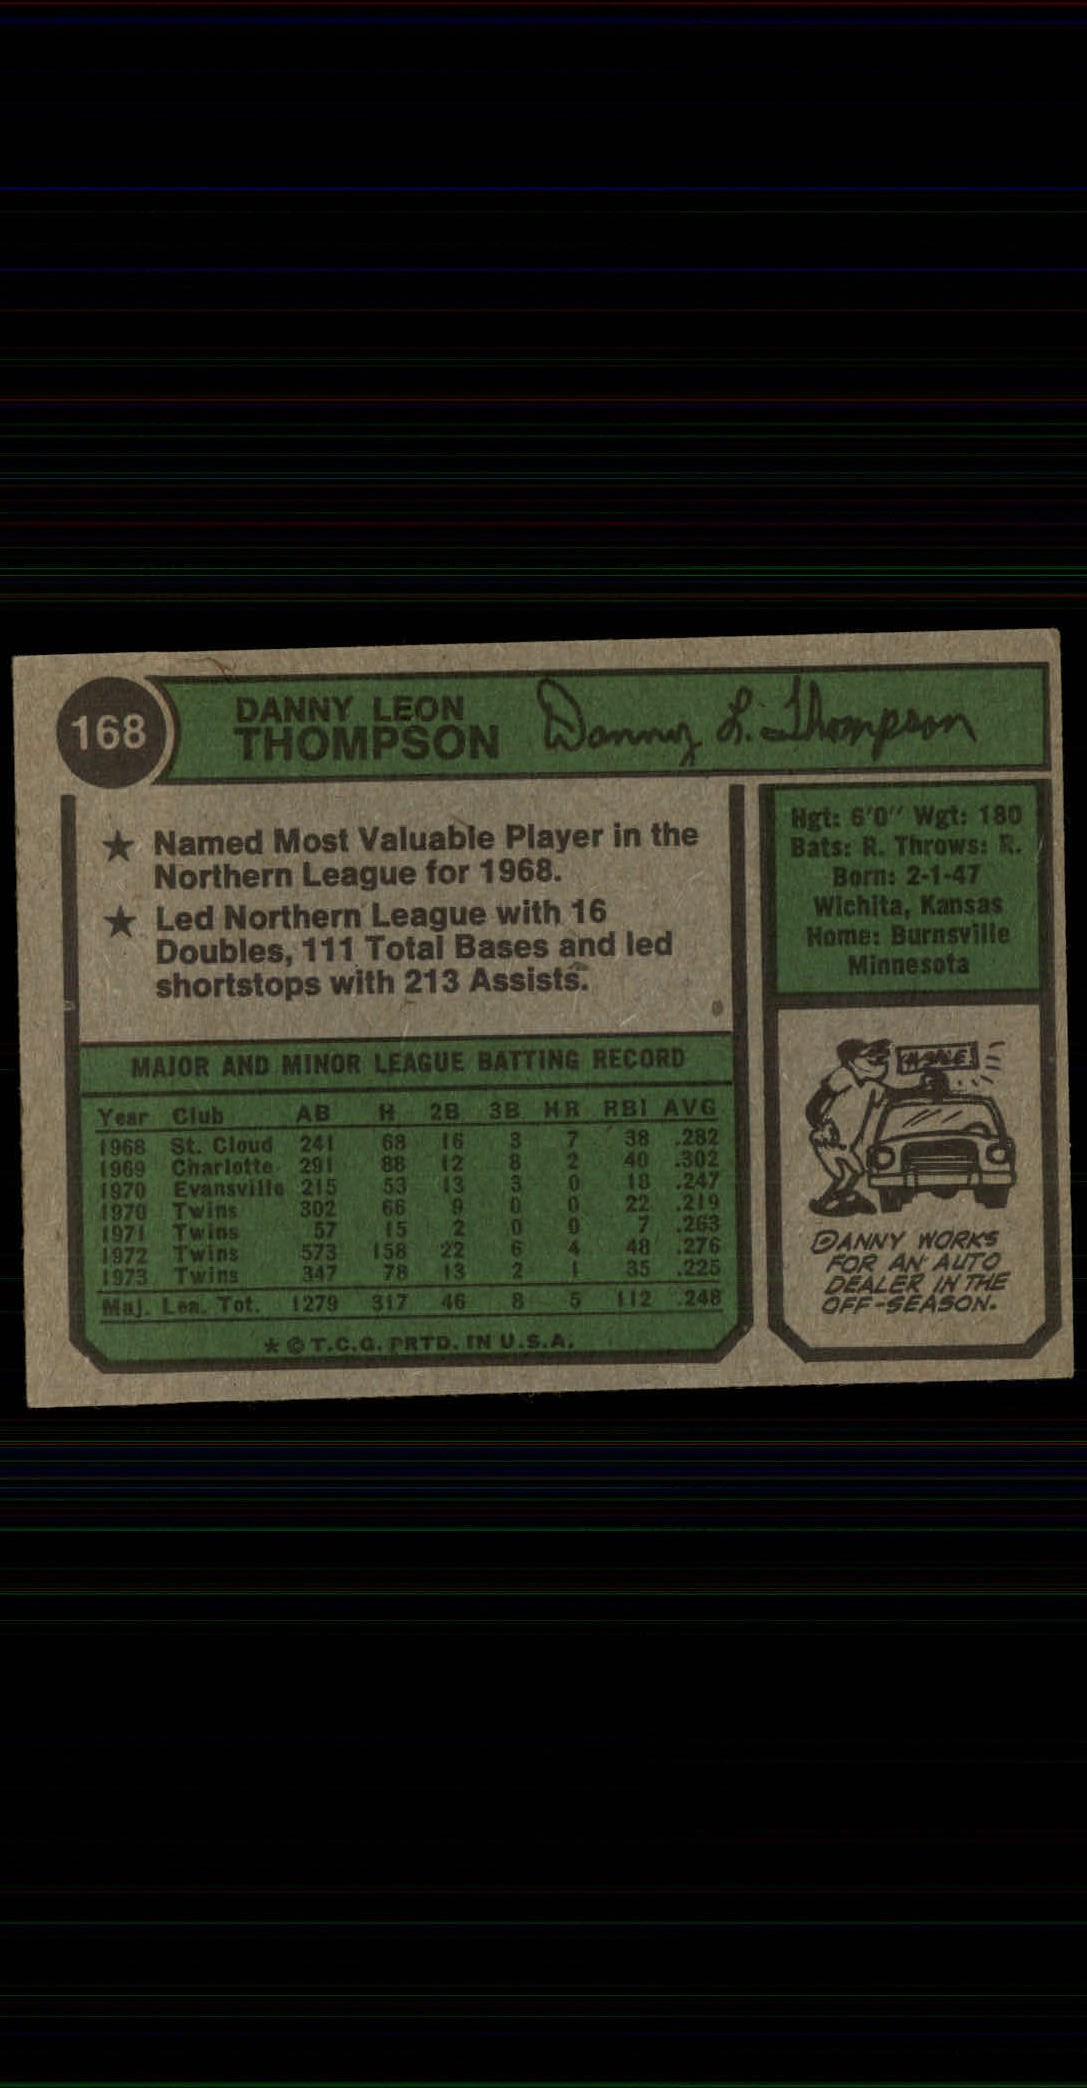 168
DANNY LEON
THOMPSON
Danny L. Thompson
★ Named Most Valuable Player in the
Northern League for 1968.
★ Led Northern League with 16
Doubles, 111 Total Bases and led
shortstops with 213 Assists.
Hgt: 6'0" Wgt: 180
Bats: R. Throws: R.
Born: 2-1-47
Wichita, Kansas
Home: Burnsville
Minnesota
MAJOR AND MINOR LEAGUE BATTING RECORD
Year Club AB H 2B 3B HR RBI AVG
1968 St. Cloud 241 68 16 3 7 38 .282
1969 Charlotte 291 88 12 8 2 40 .302
1970 Evansville 215 53 13 3 0 18 .247
1970 Twins 302 66 9 0 0 22 .219
1971 Twins 57 15 2 0 0 7 .263
1972 Twins 573 158 22 6 4 48 .276
1973 Twins 347 78 13 2 1 35 .225
Maj. Lea. Tot. 1279 317 46 8 5 112 .248
* © T.C.G. PRTD. IN U.S.A.
DANNY WORKS
FOR AN AUTO
DEALER IN THE
OFF-SEASON.